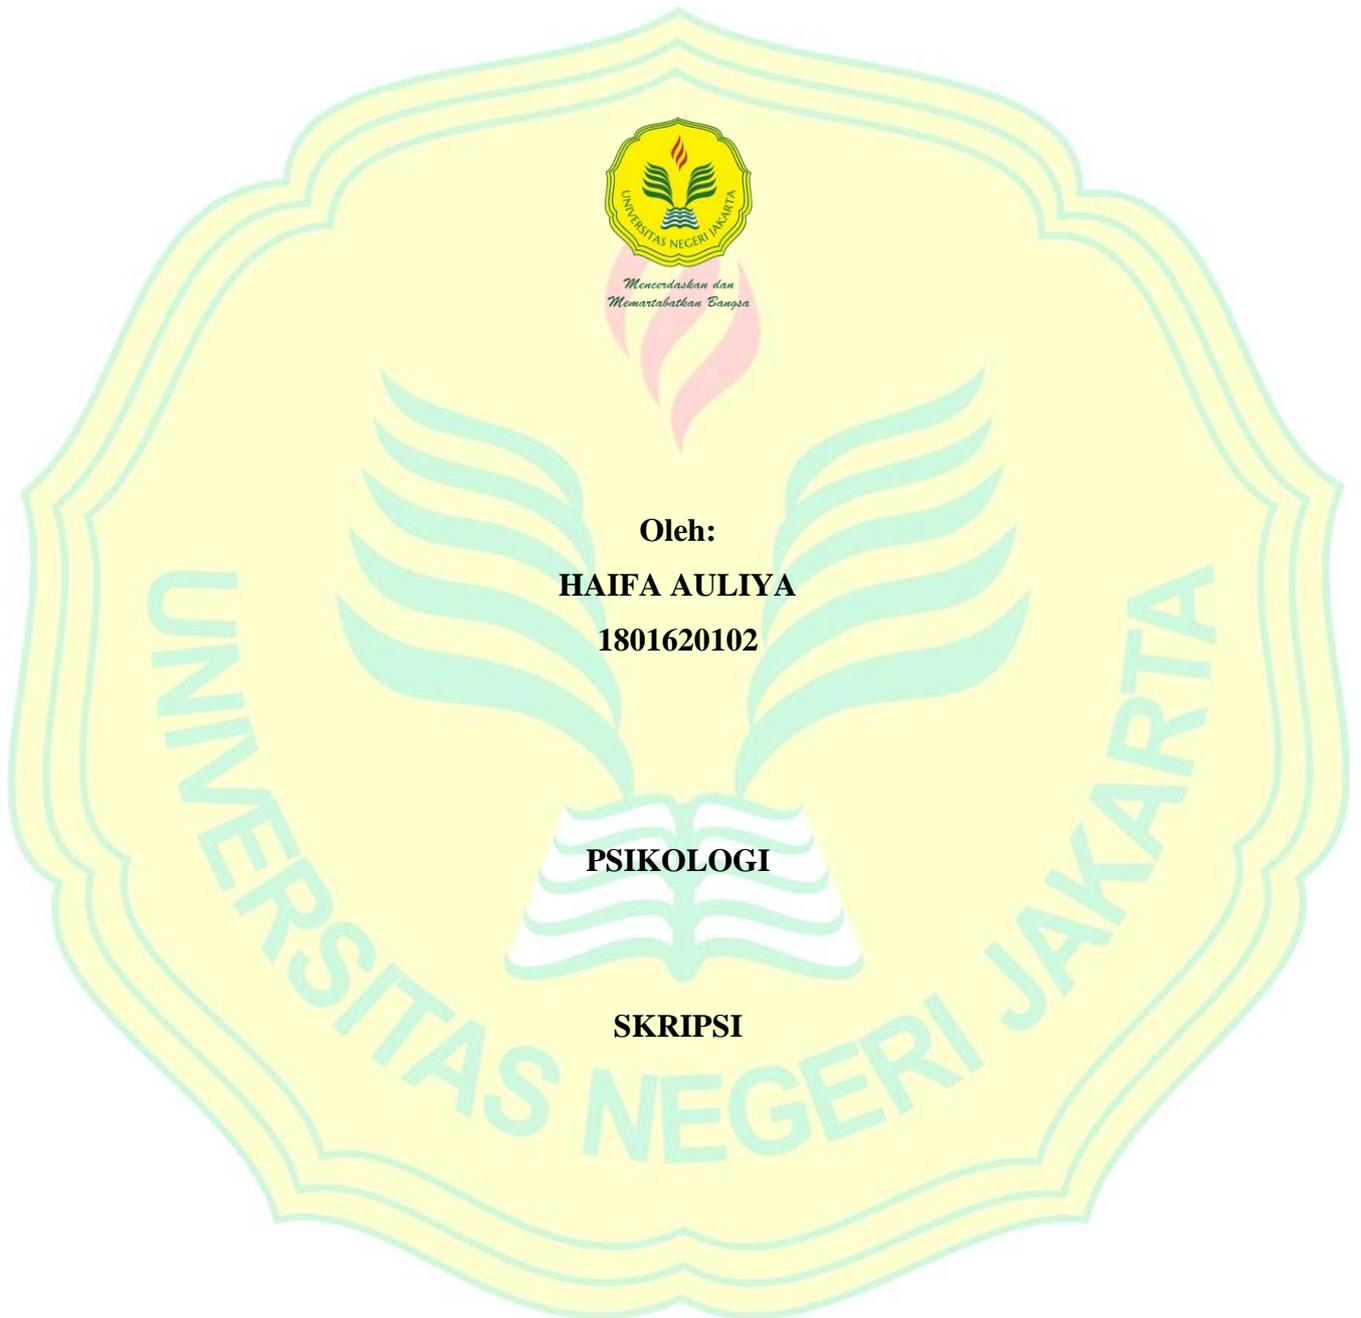 UNIVERSITAS NEGERI JAKARTA
Mencerdaskan dan
Memartabatkan Bangsa
Oleh:
HAIFA AULIYA
1801620102
PSIKOLOGI
SKRIPSI
UNIVERSITAS NEGERI JAKARTA